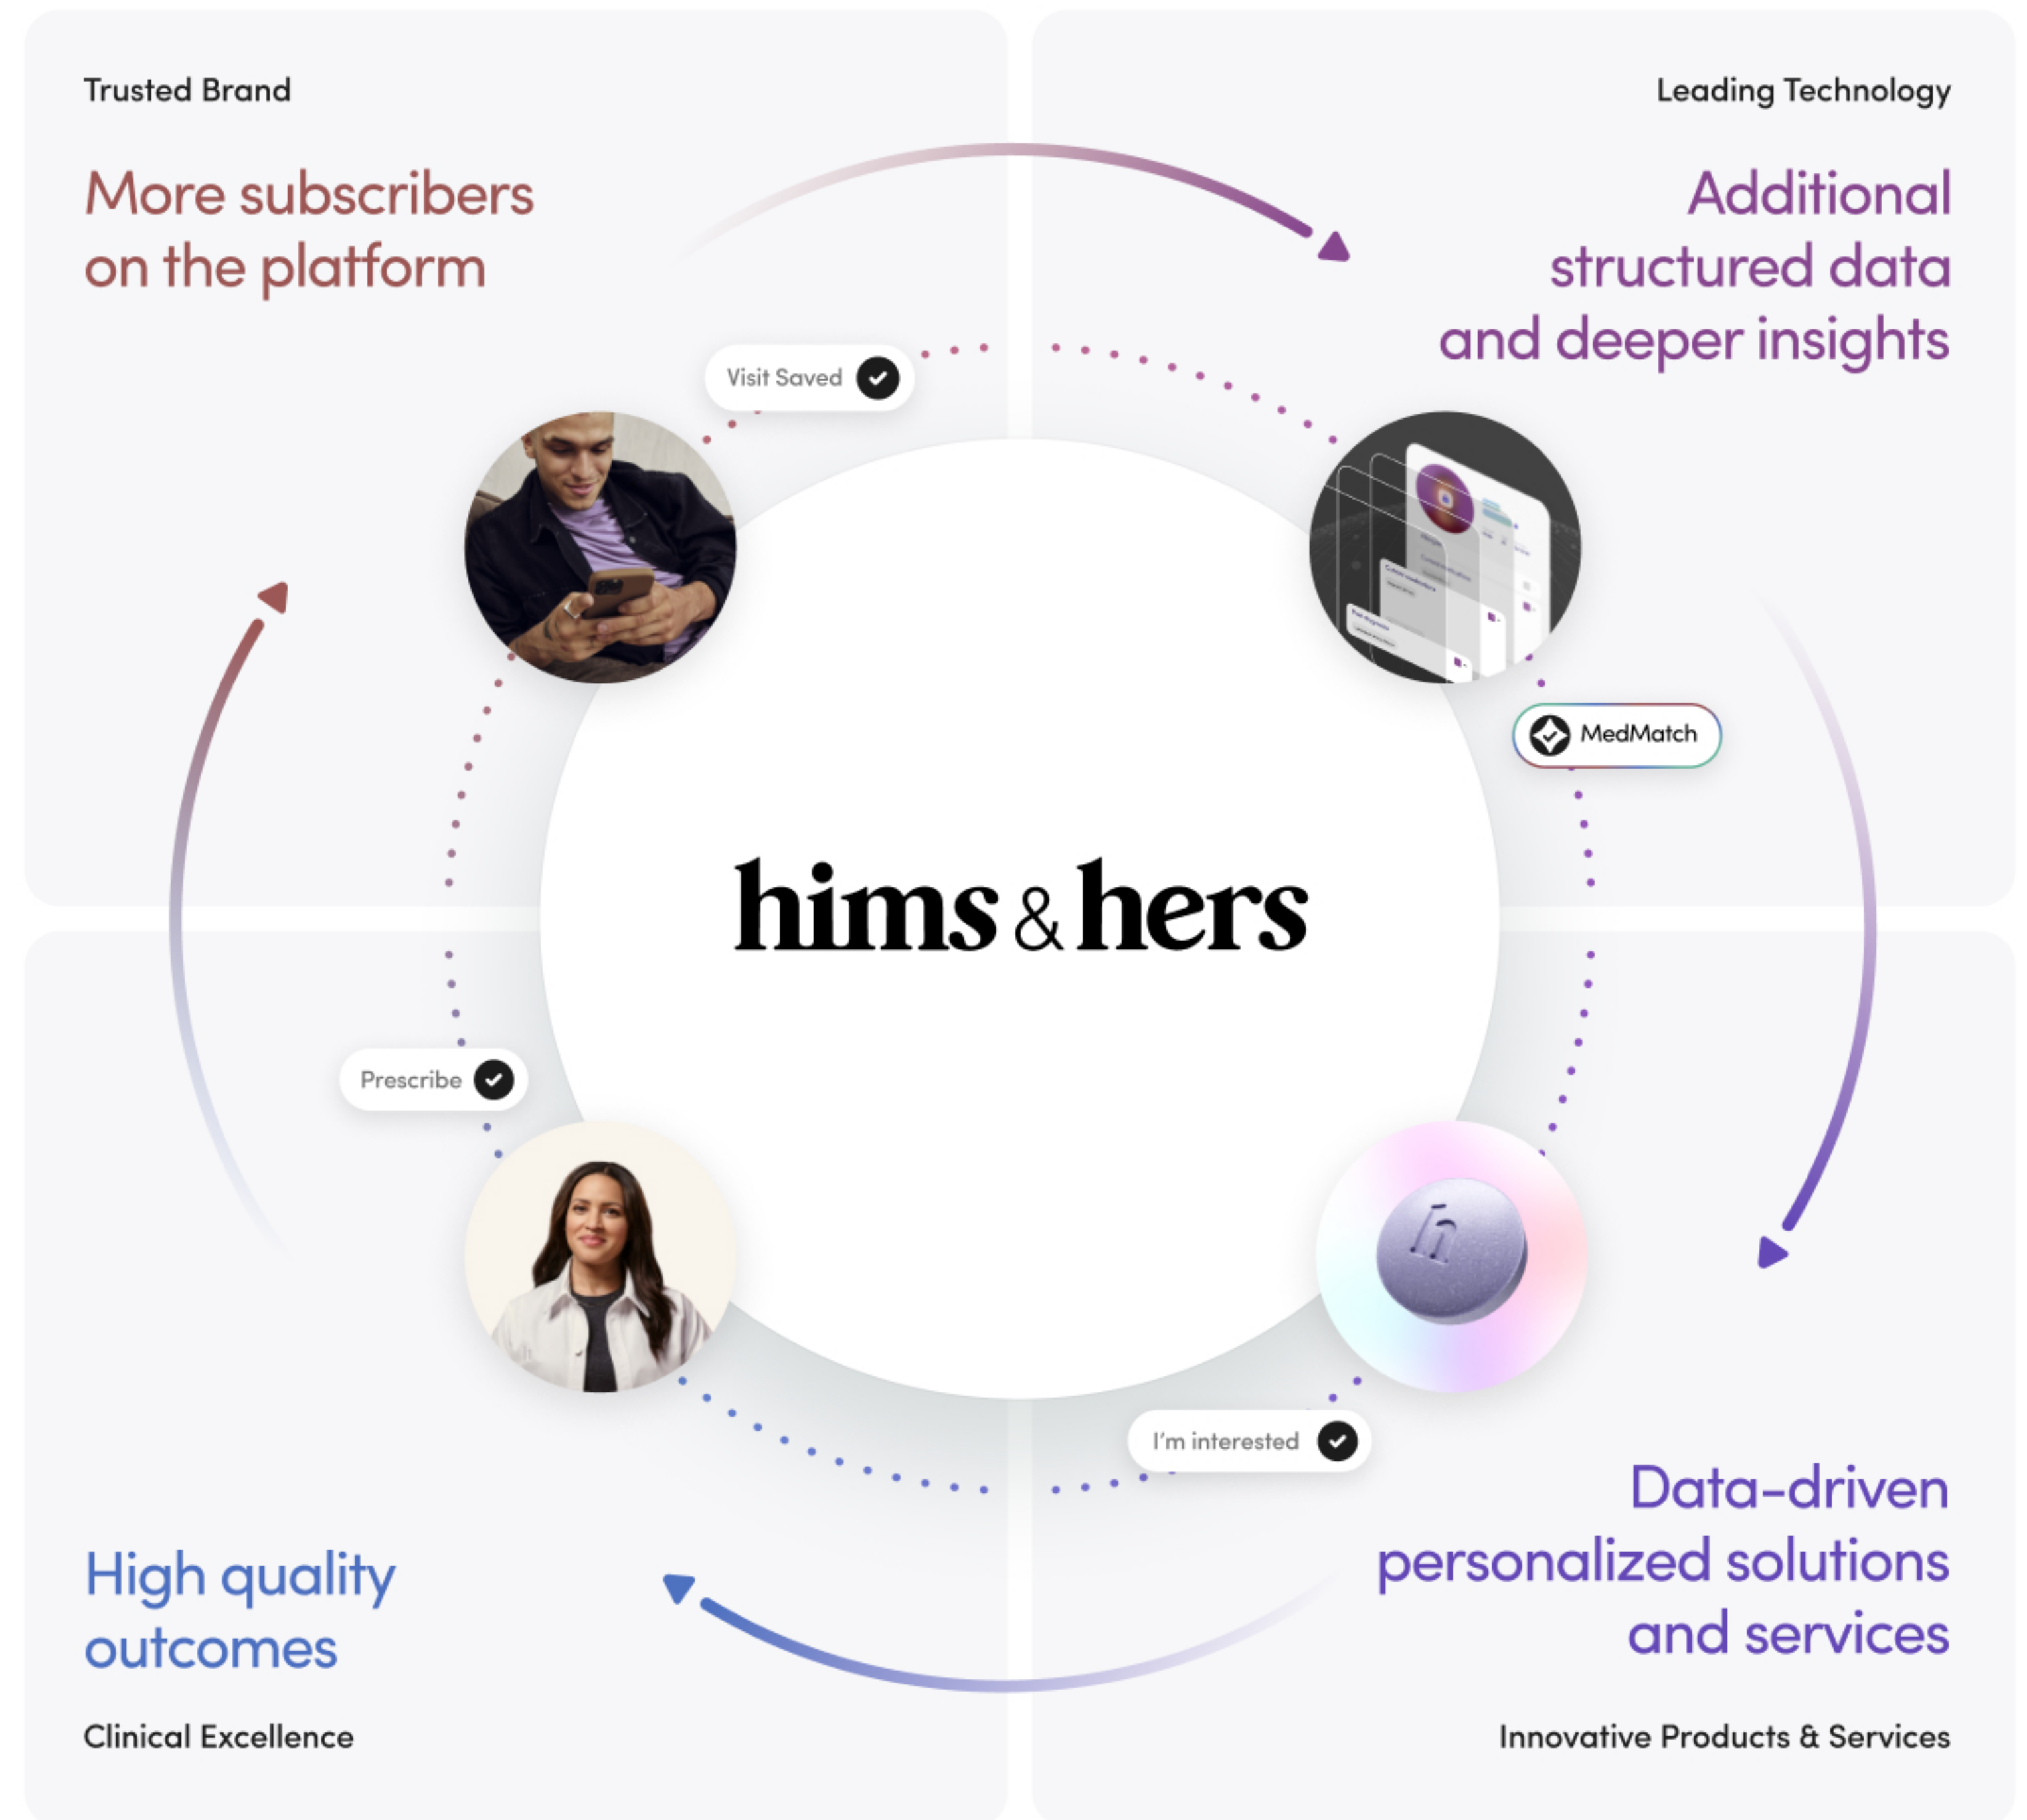 Trusted Brand
More subscribers
on the platform
Leading Technology
Additional
structured data
and deeper insights
Visit Saved
MedMatch
hims & hers
Prescribe
I'm interested
High quality
outcomes
Clinical Excellence
Data-driven
personalized solutions
and services
Innovative Products & Services